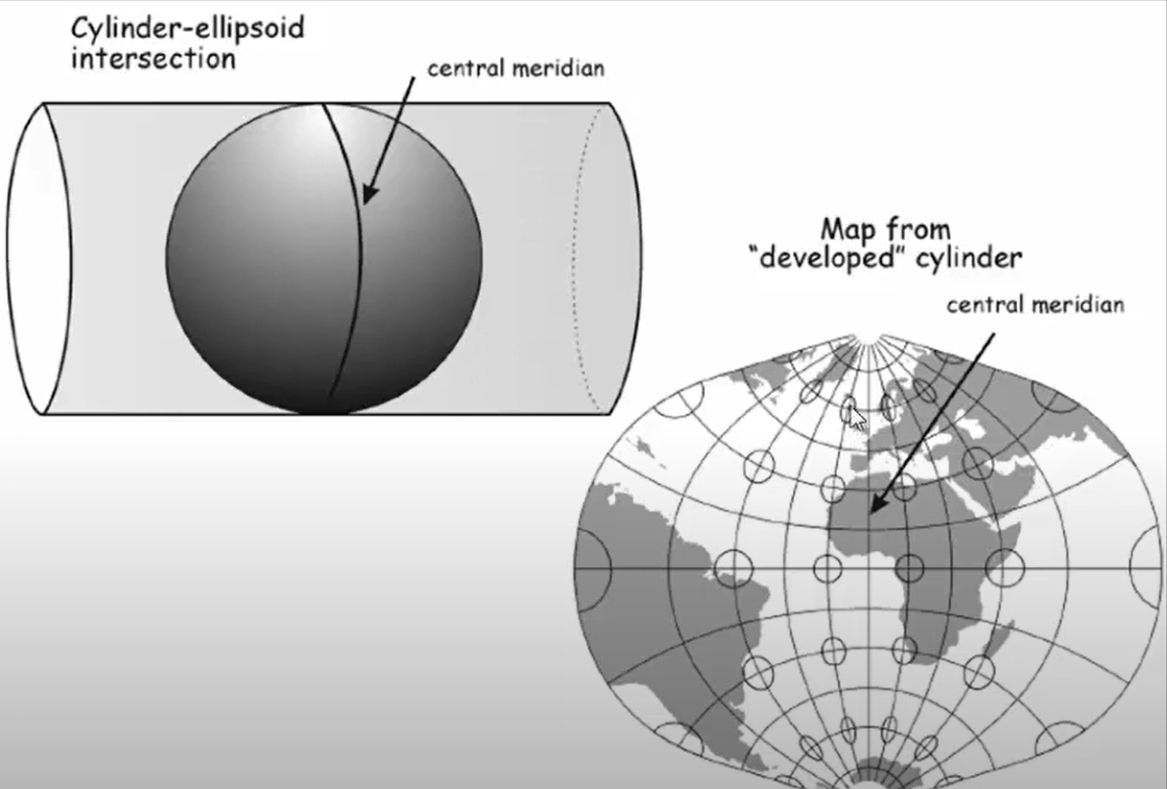 Cylinder-ellipsoid
intersection
central meridian
Map from
“developed” cylinder
central meridian